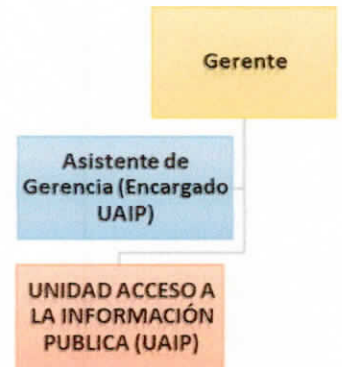 Gerente
Asistente de
Gerencia (Encargado
UAIP)
UNIDAD ACCESO A
LA INFORMACIÓN
PUBLICA (UAIP)